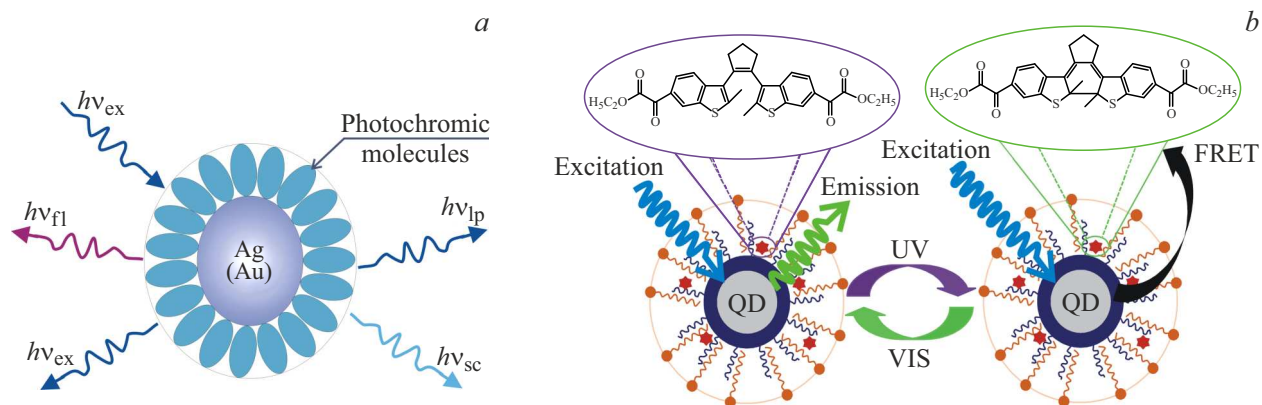 a
hνex
Photochromic
molecules
hνfl
Ag
(Au)
hνlp
hνex
hνsc
b
O
O
H5C2O
O
S
S
O
O
OC2H5
O
O
H5C2O
O
S
S
O
O
OC2H5
Excitation
Emission
Excitation
FRET
UV
QD
QD
VIS